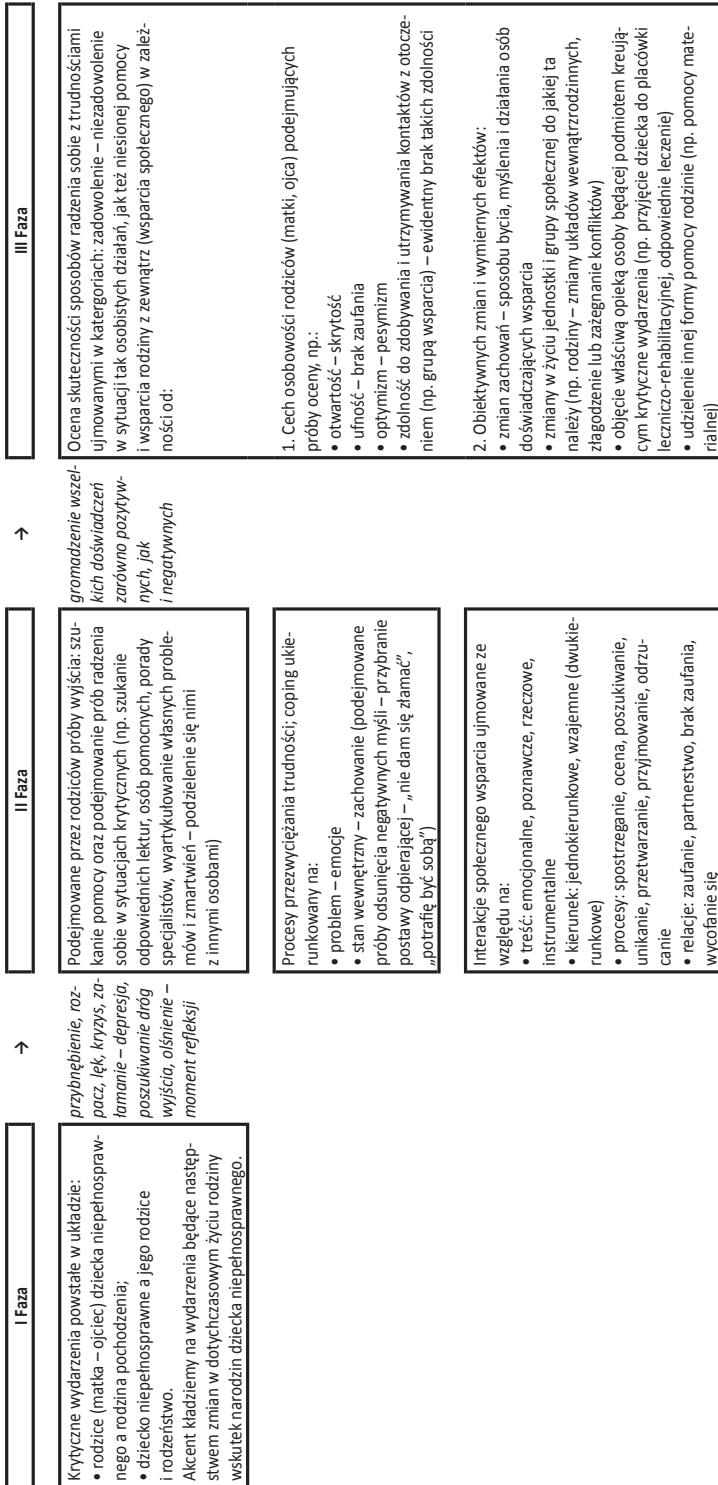 I Faza
Krytyczne wydarzenia powstałe w układzie:
• rodzice (matka – ojciec) dziecka niepełnospraw-
nego a rodzina pochodzenia;
• dziecko niepełnosprawne a jego rodzice
i rodzeństwo.
Akcent kładziemy na wydarzenia będące następ-
stwem zmian w dotychczasowym życiu rodziny
wskutek narodzin dziecka niepełnosprawnego.
→
przybnębienie, roz-
pacz, lęk, kryzys, za-
łamanie – depresja,
poszukiwanie dróg
wyjścia, olśnienie –
moment refleksji
II Faza
Podejmowane przez rodziców próby wyjścia: szu-
kanie pomocy oraz podejmowanie prób radzenia
sobie w sytuacjach krytycznych (np. szukanie
odpowiednich lektur, osób pomocnych, porady
specjalistów, wyartykułowanie własnych proble-
mów i zmartwień – podzielenie się nimi
z innymi osobami)
Procesy przezwyciężania trudności; coping ukie-
runkowany na:
• problem – emocje
• stan wewnętrzny – zachowanie (podejmowane
próby odsunięcia negatywnych myśli – przybranie
postawy odpierającej – „nie dam się złamać”,
„potrafię być sobą”)
Interakcje społecznego wsparcia ujmowane ze
względu na:
• treść: emocjonalne, poznawcze, rzeczowe,
instrumentalne
• kierunek: jednokierunkowe, wzajemne (dwukie-
runkowe)
• procesy: spostrzeganie, ocena, poszukiwanie,
unikanie, przetwarzanie, przyjmowanie, odrzu-
canie
• relacje: zaufanie, partnerstwo, brak zaufania,
wycofanie się
→
gromadzenie wszel-
kich doświadczeń
zarówno pozytyw-
nych, jak
i negatywnych
III Faza
Ocena skuteczności sposobów radzenia sobie z trudnościami
ujmowanymi w katergoriach: zadowolenie – niezadowolenie
w sytuacji tak osobistych działań, jak też niesionej pomocy
i wsparcia rodziny z zewnątrz (wsparcia społecznego) w zależ-
ności od:
1. Cech osobowości rodziców (matki, ojca) podejmujących
próby oceny, np.:
• otwartość – skrytość
• ufność – brak zaufania
• optymizm – pesymizm
• zdolność do zdobywania i utrzymywania kontaktów z otocze-
niem (np. grupą wsparcia) – ewidentny brak takich zdolności
2. Obiektywnych zmian i wymiernych efektów:
• zmian zachowań – sposobu bycia, myślenia i działania osób
doświadczających wsparcia
• zmiany w życiu jednostki i grupy społecznej do jakiej ta
należy (np. rodziny – zmiany układów wewnątrzrodzinnych,
złagodzenie lub zażegnanie konfliktów)
• objęcie właściwą opieką osoby będącej podmiotem kreują-
cym krytyczne wydarzenia (np. przyjęcie dziecka do placówki
leczniczo-rehabilitacyjnej, odpowiednie leczenie)
• udzielenie innej formy pomocy rodzinie (np. pomocy mate-
rialnej)